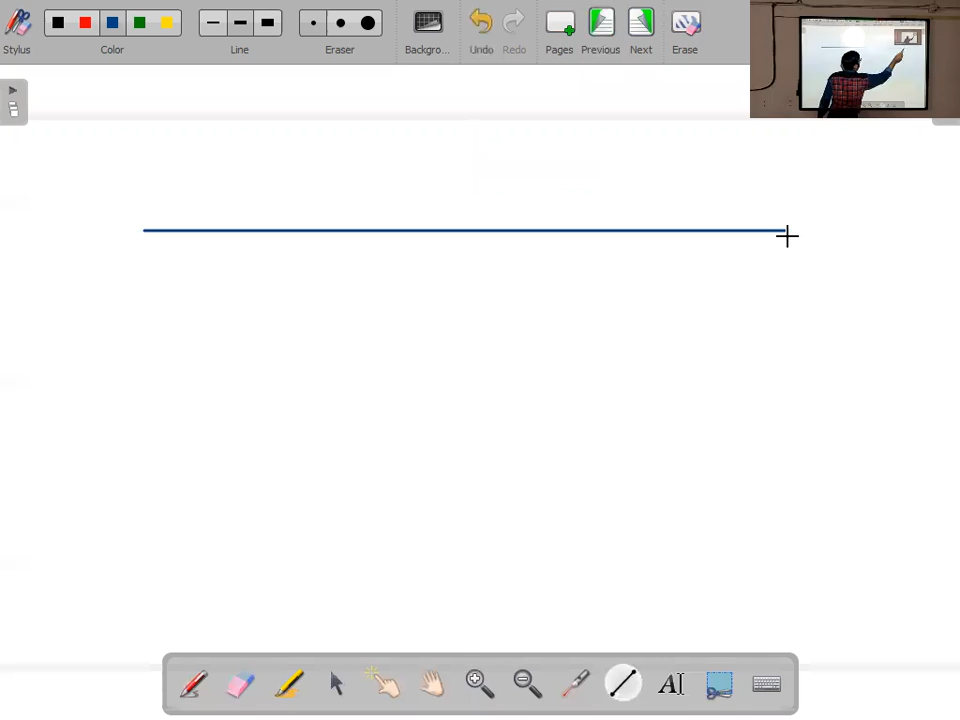 Stylus
Color
Line
Eraser
Backgro...
Undo
Redo
Pages
Previous
Next
Erase
A